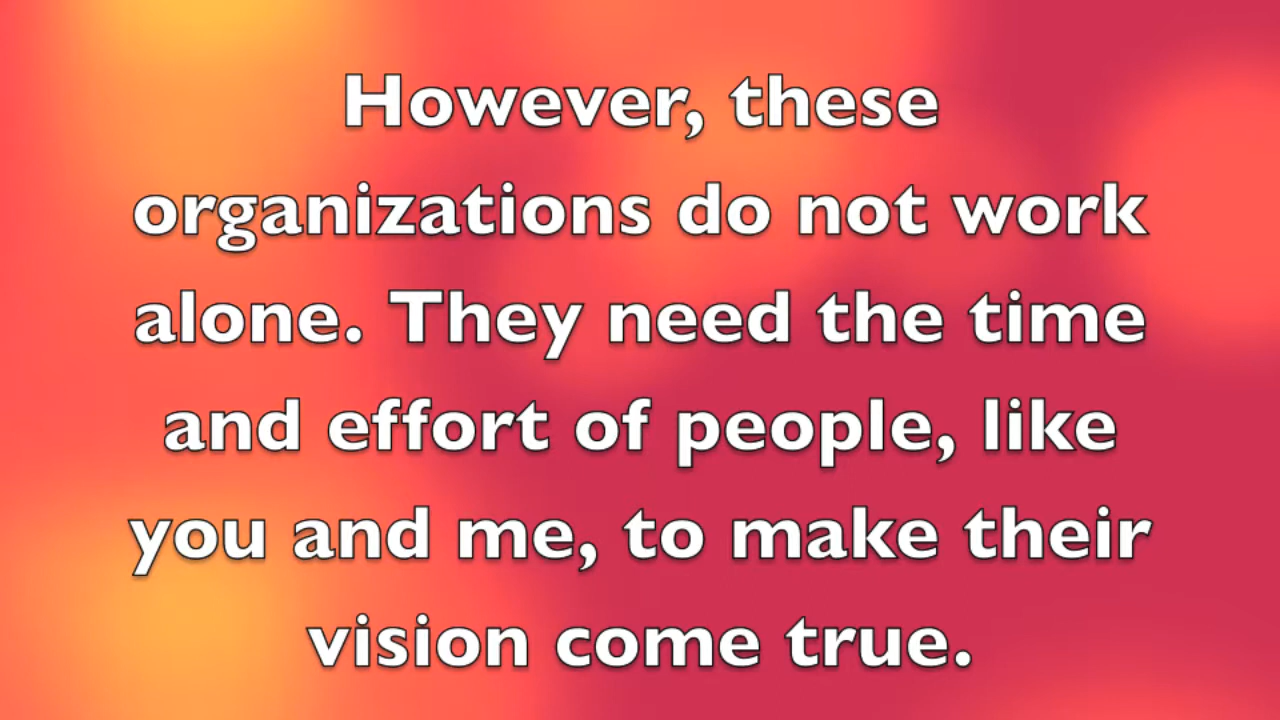 However, these
organizations do not work
alone. They need the time
and effort of people, like
you and me, to make their
vision come true.